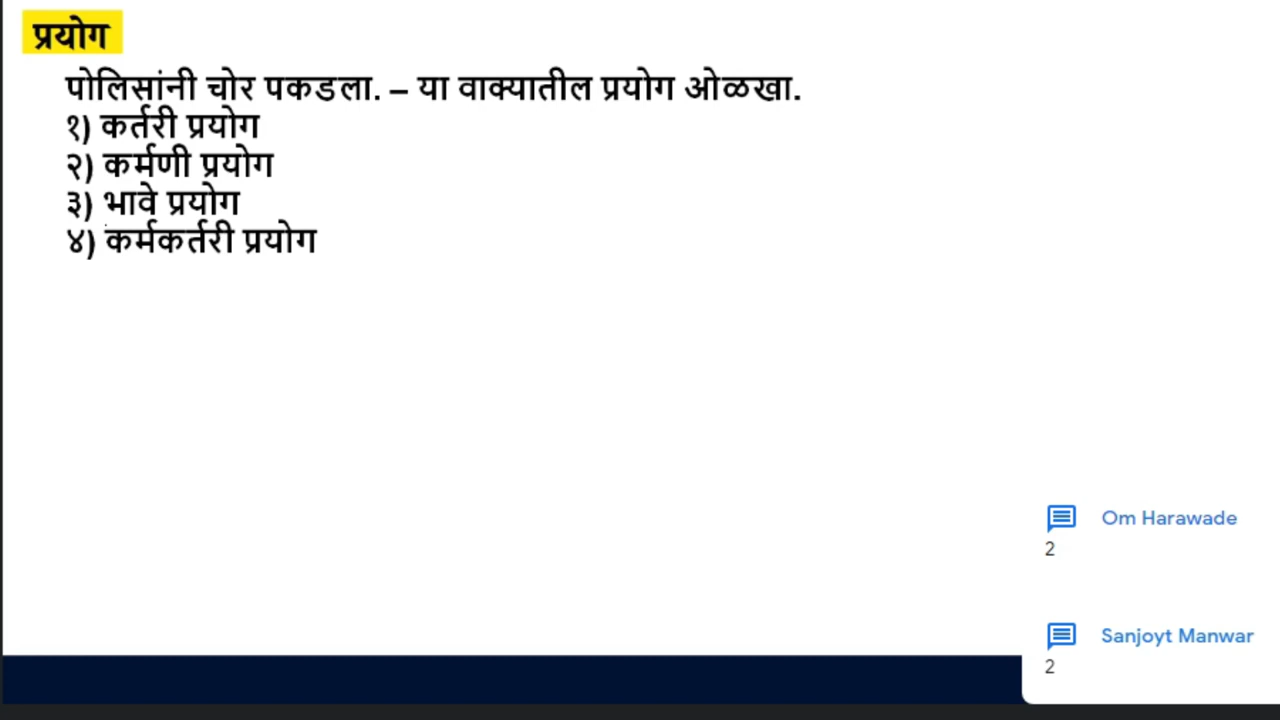 प्रयोग
पोलिसांनी चोर पकडला. – या वाक्यातील प्रयोग ओळखा.
१) कर्तरी प्रयोग
२) कर्मणी प्रयोग
३) भावे प्रयोग
४) कर्मकर्तरी प्रयोग
Om Harawade
2
Sanjoyt Manwar
2